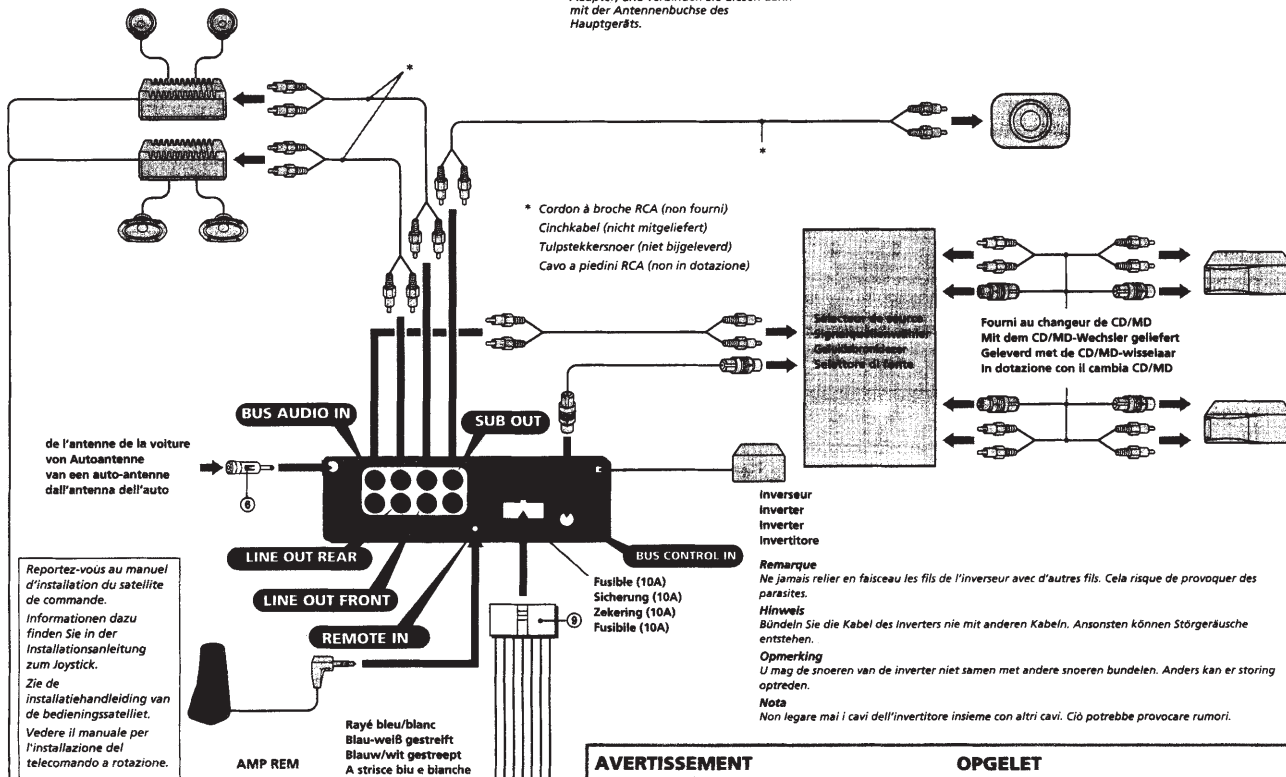 mit der Antennenbuchse des
Hauptgeräts.
*
*
* Cordon à broche RCA (non fourni)
Cinchkabel (nicht mitgeliefert)
Tulpstekkersnoer (niet bijgeleverd)
Cavo a piedini RCA (non in dotazione)
Sélecteur de source
Selettore di fonte
Fourni au changeur de CD/MD
Mit dem CD/MD-Wechsler geliefert
Geleverd met de CD/MD-wisselaar
In dotazione con il cambia CD/MD
BUS AUDIO IN
SUB OUT
de l'antenne de la voiture
von Autoantenne
van een auto-antenne
dall'antenna dell'auto
6
LINE OUT REAR
LINE OUT FRONT
REMOTE IN
BUS CONTROL IN
Inverseur
Inverter
Inverter
Invertitore
Fusible (10A)
Sicherung (10A)
Zekering (10A)
Fusibile (10A)
9
Remarque
Ne jamais relier en faisceau les fils de l'inverseur avec d'autres fils. Cela risque de provoquer des
parasites.
Hinweis
Bündeln Sie die Kabel des Inverters nie mit anderen Kabeln. Ansonsten können Störgeräusche
entstehen.
Opmerking
U mag de snoeren van de inverter niet samen met andere snoeren bundelen. Anders kan er storing
optreden.
Nota
Non legare mai i cavi dell'invertitore insieme con altri cavi. Ciò potrebbe provocare rumori.
Reportez-vous au manuel
d'installation du satellite
de commande.
Informationen dazu
finden Sie in der
Installationsanleitung
zum Joystick.
Zie de
installatiehandleiding van
de bedieningssatelliet.
Vedere il manuale per
l'installazione del
telecomando a rotazione.
AMP REM
Rayé bleu/blanc
Blau-weiß gestreift
Blauw/wit gestreept
A strisce blu e bianche
AVERTISSEMENT
OPGELET